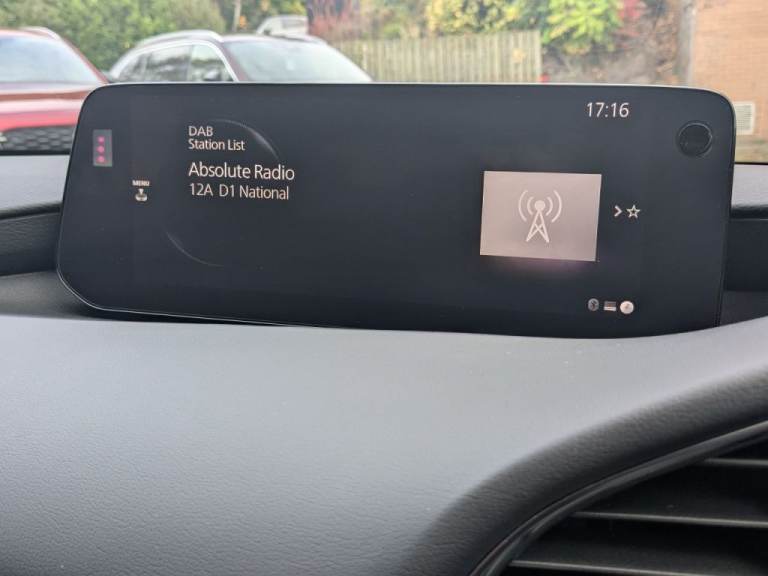 17:16
DAB
Station List
Absolute Radio
12A D1 National
MENU